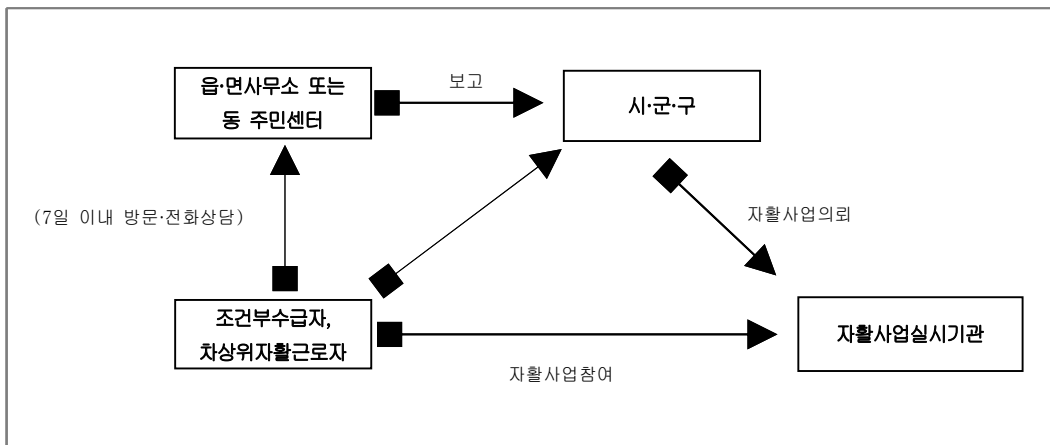 읍·면사무소 또는
동 주민센터
보고
시·군·구
(7일 이내 방문·전화상담)
자활사업의뢰
조건부수급자,
차상위자활근로자
자활사업참여
자활사업실시기관